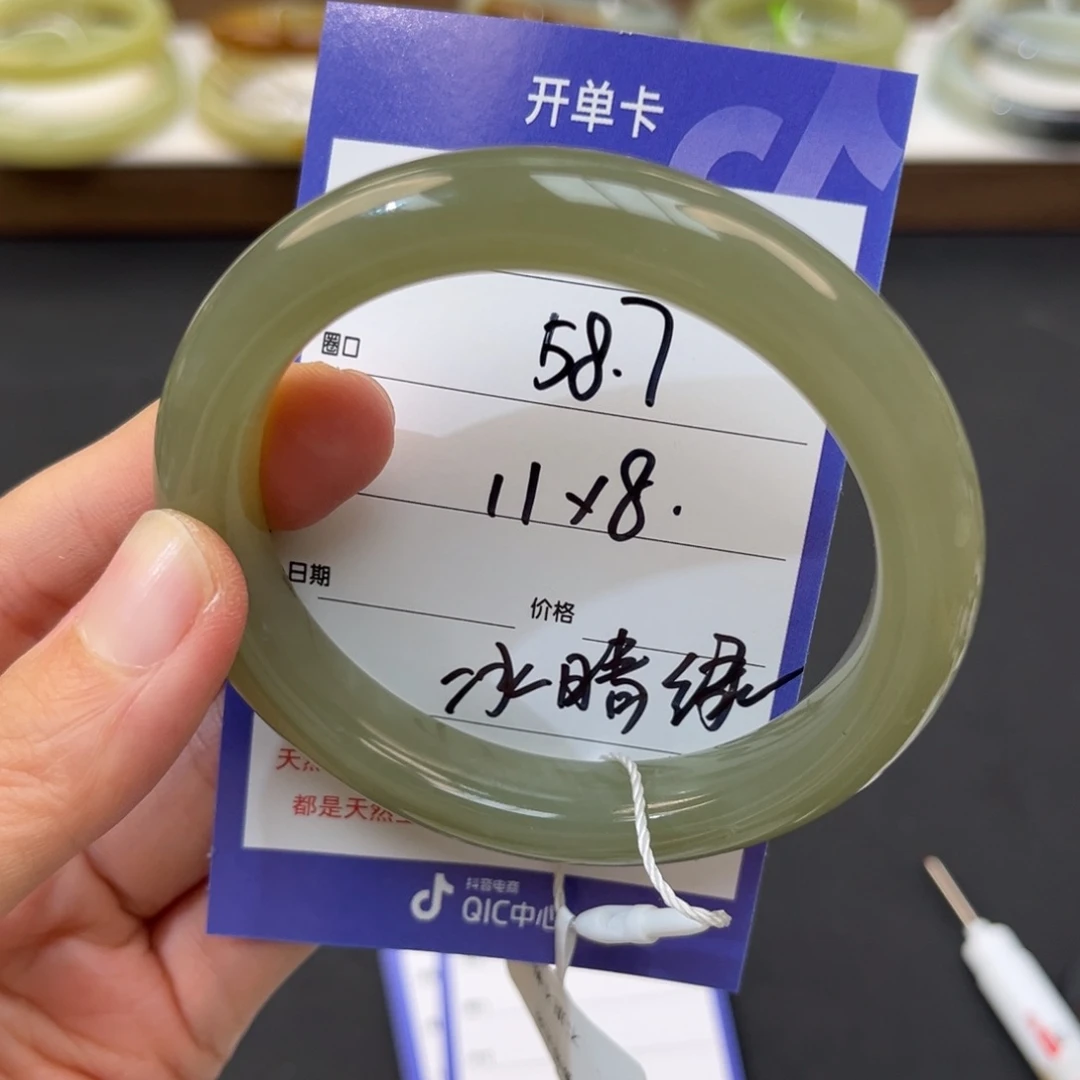 开单卡
圈口
58.7
11×8.
日期
价格
冰晴绿
天然
都是天然
抖音电商
QIC中心